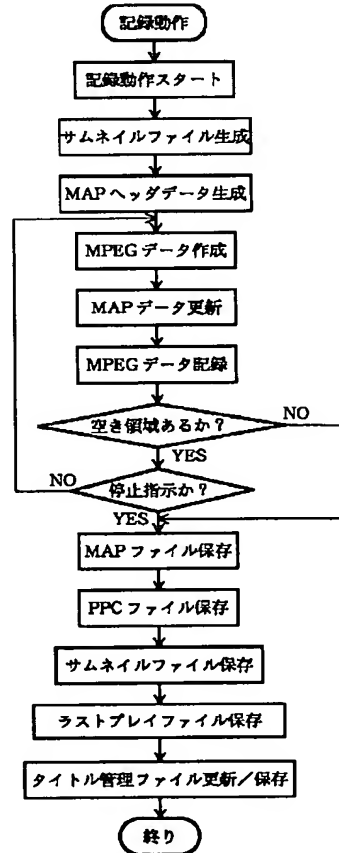 記録動作
記録動作スタート
サムネイルファイル生成
MAPヘッダデータ生成
MPEGデータ作成
MAPデータ更新
MPEGデータ記録
空き領域あるか？
NO
YES
NO
停止指示か？
YES
MAPファイル保存
PPCファイル保存
サムネイルファイル保存
ラストプレイファイル保存
タイトル管理ファイル更新／保存
終り